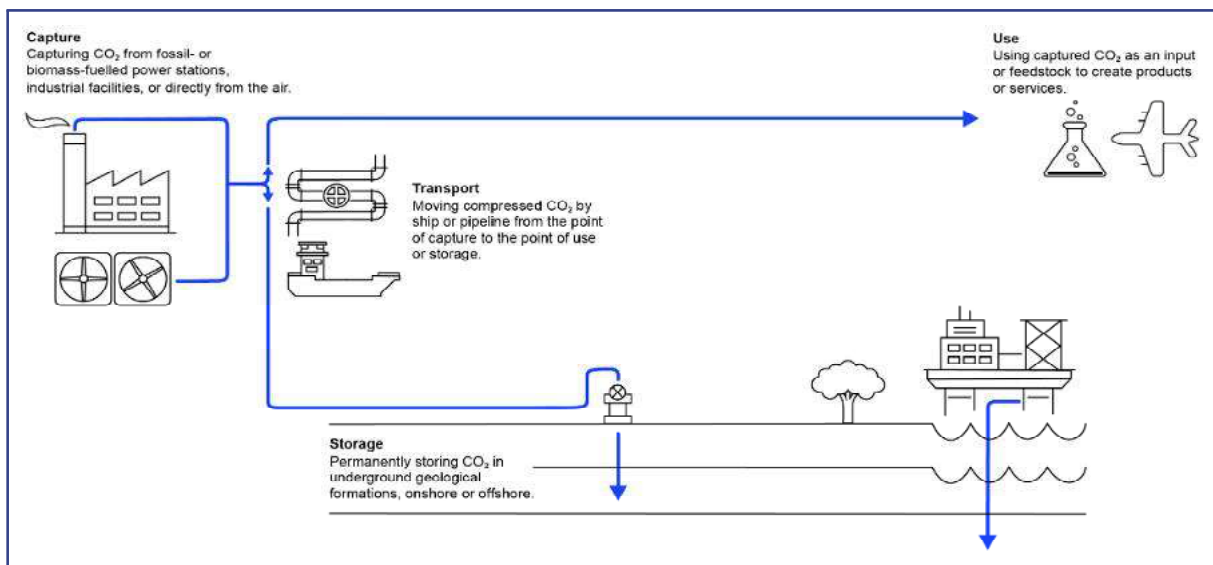 Capture
Capturing CO₂ from fossil- or
biomass-fuelled power stations,
industrial facilities, or directly from the air.
Use
Using captured CO₂ as an input
or feedstock to create products
or services.
Transport
Moving compressed CO₂ by
ship or pipeline from the point
of capture to the point of use
or storage.
Storage
Permanently storing CO₂ in
underground geological
formations, onshore or offshore.